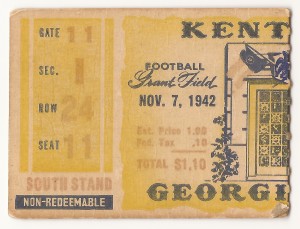 GATE 11
SEC. 1
ROW 24
SEAT 11
SOUTH STAND
NON-REDEEMABLE
KENT
FOOTBALL
Grant Field
NOV. 7, 1942
Est. Price 1.00
Fed. Tax .10
TOTAL $1.10
GEORGI